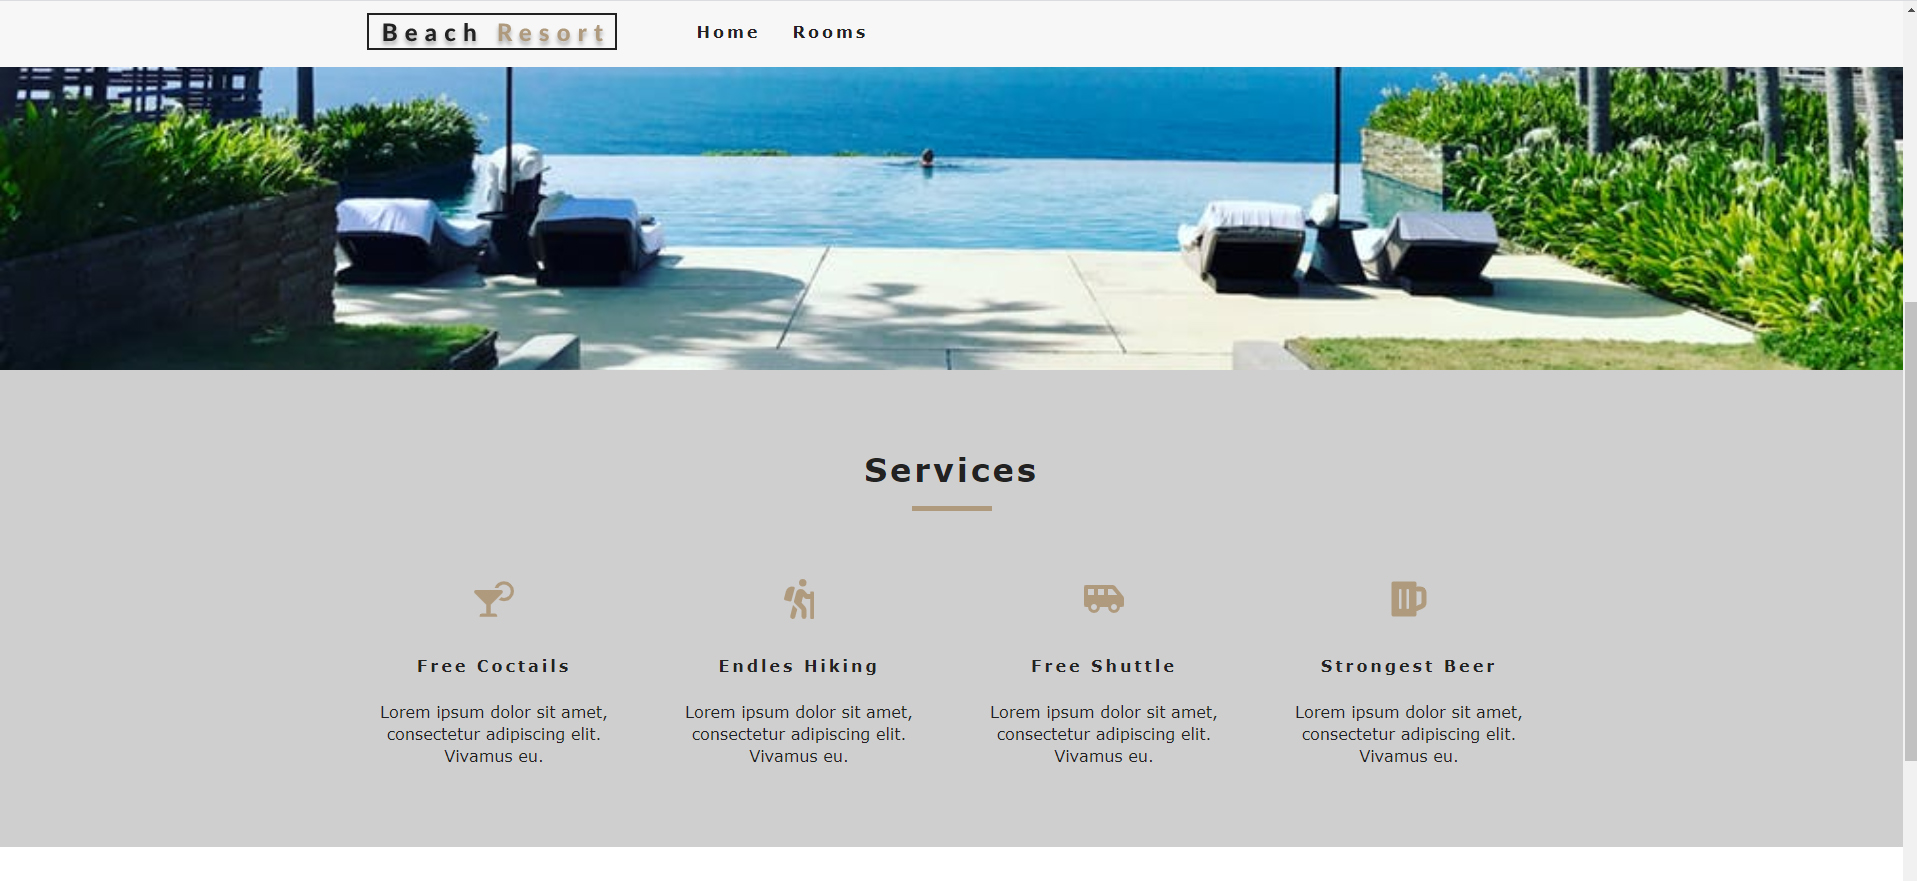 Beach Resort Home Rooms
Services
Free Coctails Endles Hiking Free Shuttle Strongest Beer
Lorem ipsum dolor sit amet, Lorem ipsum dolor sit amet, Lorem ipsum dolor sit amet, Lorem ipsum dolor sit amet,
consectetur adipiscing elit. consectetur adipiscing elit. consectetur adipiscing elit. consectetur adipiscing elit.
Vivamus eu. Vivamus eu. Vivamus eu. Vivamus eu.